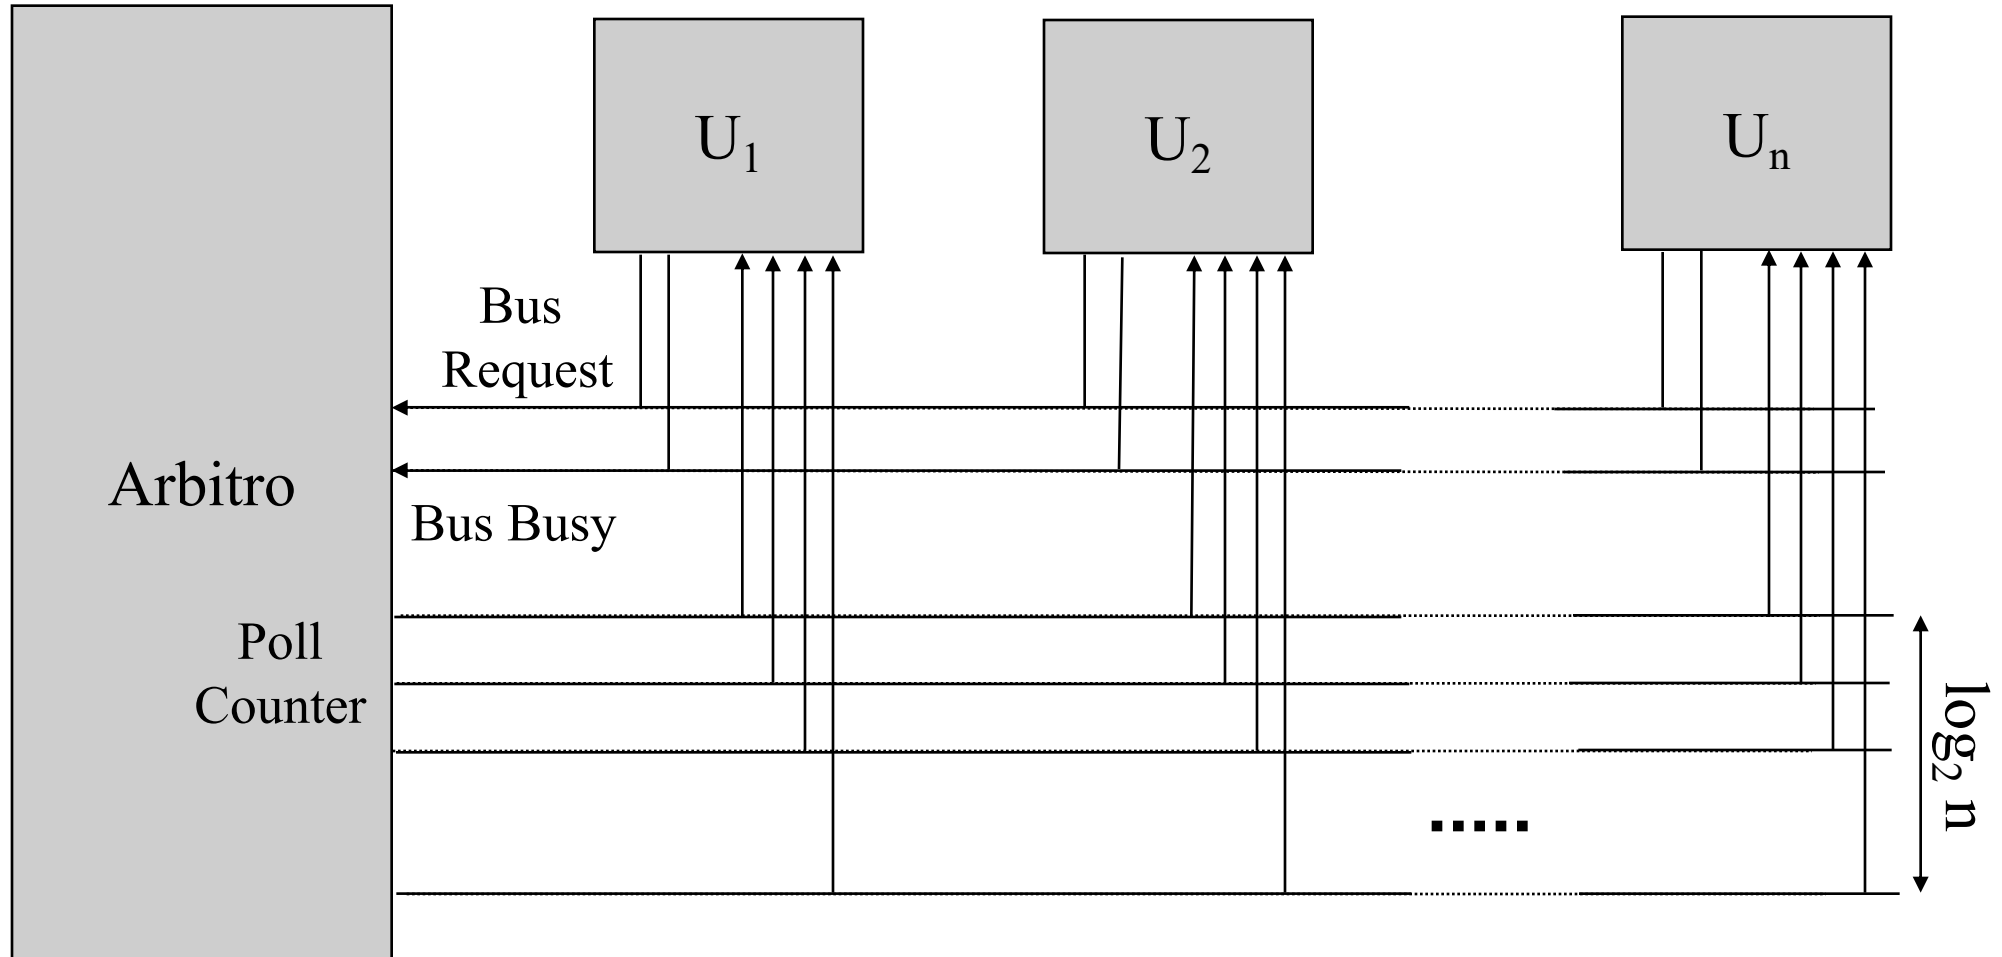 U1
U2
Un
Bus
Request
Arbitro
Bus Busy
Poll
Counter
log2 n